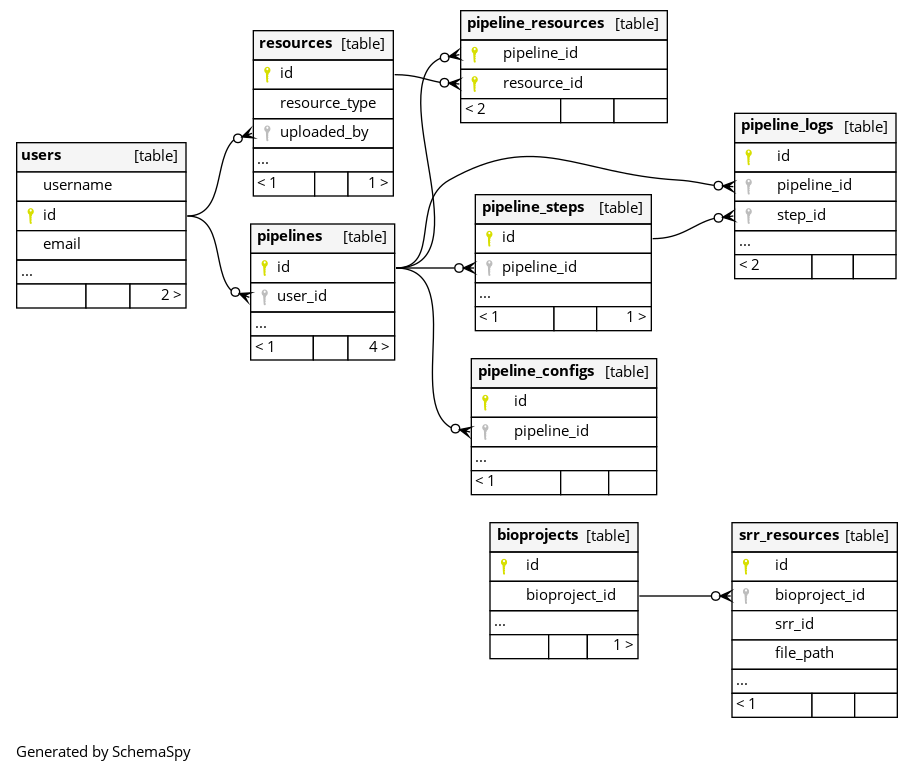 users [table]
username
id
email
...
2 >
resources [table]
id
resource_type
uploaded_by
...
< 1 1 >
pipelines [table]
id
user_id
...
< 1 4 >
pipeline_resources [table]
pipeline_id
resource_id
< 2
pipeline_steps [table]
id
pipeline_id
...
< 1 1 >
pipeline_configs [table]
id
pipeline_id
...
< 1
pipeline_logs [table]
id
pipeline_id
step_id
...
< 2
bioprojects [table]
id
bioproject_id
...
1 >
srr_resources [table]
id
bioproject_id
srr_id
file_path
...
< 1
Generated by SchemaSpy